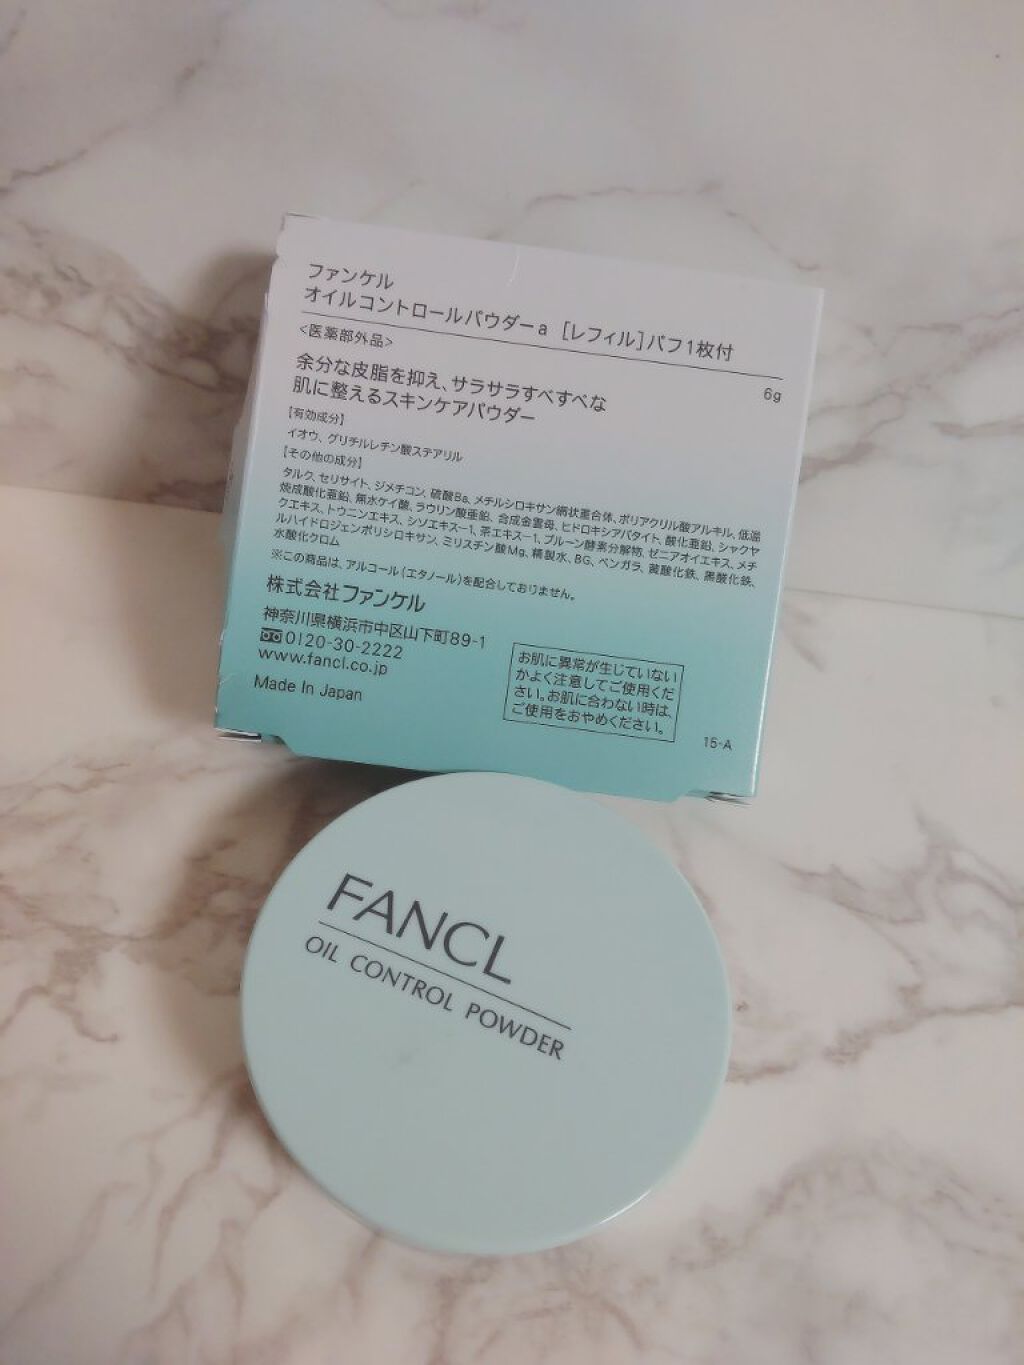 ファンケル
オイルコントロールパウダーa [レフィル]パフ1枚付
<医薬部外品>
6g
余分な皮脂を抑え、サラサラすべすべな
肌に整えるスキンケアパウダー
【有効成分】
イオウ、グリチルレチン酸ステアリル
【その他の成分】
タルク、セリサイト、ジメチコン、硫酸Ba、メチルシロキサン網状重合体、ポリアクリル酸アルキル、低温
焼成酸化亜鉛、無水ケイ酸、ラウリン酸亜鉛、合成金雲母、ヒドロキシアパタイト、酸化亜鉛、シャクヤ
クエキス、トウニンエキス、シソエキス-1、茶エキス-1、プルーン酵素分解物、ゼニアオイエキス、メチ
ルハイドロジェンポリシロキサン、ミリスチン酸Mg、精製水、BG、ベンガラ、黄酸化鉄、黒酸化鉄、
水酸化クロム
※この商品は、アルコール(エタノール)を配合しておりません。
株式会社ファンケル
神奈川県横浜市中区山下町89-1
0120-30-2222
www.fancl.co.jp
Made In Japan
お肌に異常が生じていない
かよく注意してご使用くだ
さい。お肌に合わない時は、
ご使用をおやめください。
15-A
FANCL
OIL CONTROL POWDER